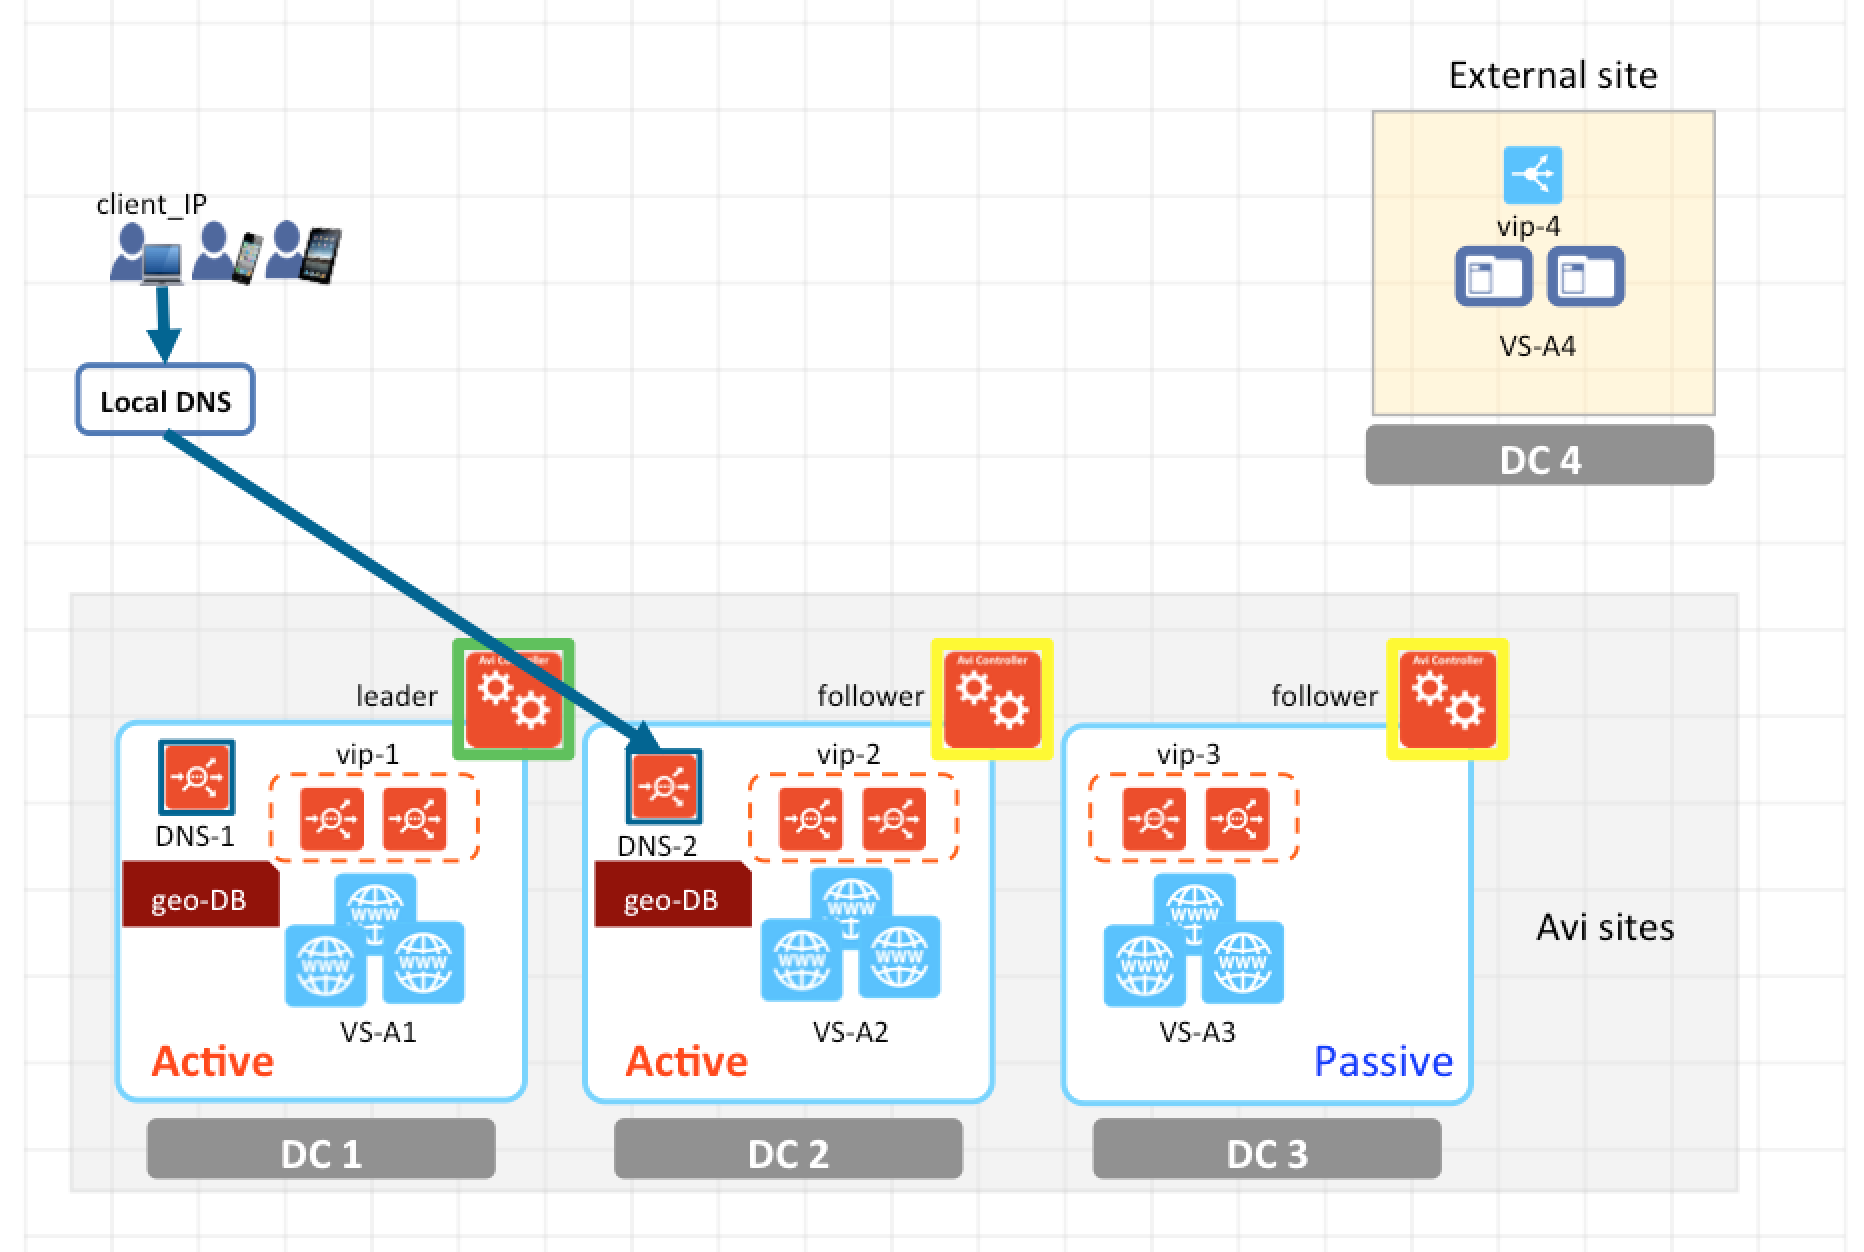 External site
client_IP
vip-4
VS-A4
Local DNS
DC 4
Avi Controller
leader
Avi Controller
follower
Avi Controller
follower
vip-1
DNS-1
geo-DB
WWW
WWW
WWW
VS-A1
Active
DC 1
vip-2
DNS-2
geo-DB
WWW
WWW
WWW
VS-A2
Active
DC 2
vip-3
WWW
WWW
WWW
VS-A3
Passive
DC 3
Avi sites